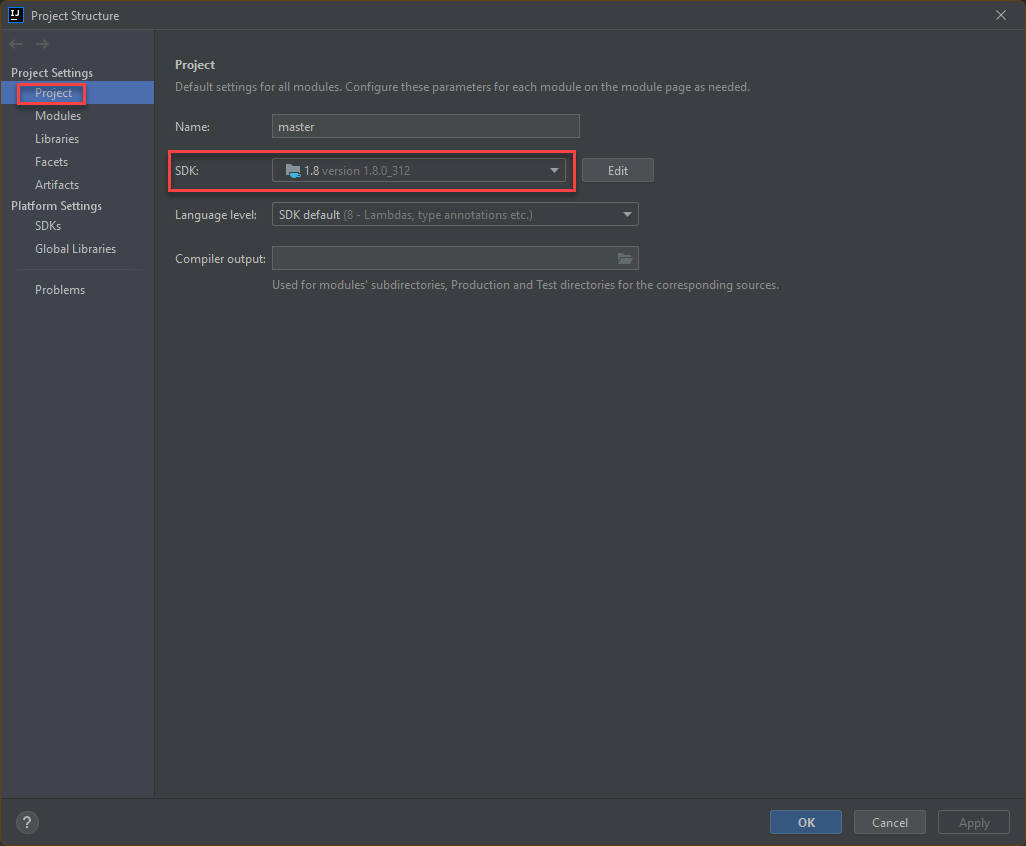 IJ Project Structure
Project Settings
Project
Modules
Libraries
Facets
Artifacts
Platform Settings
SDKs
Global Libraries
Problems
Project
Default settings for all modules. Configure these parameters for each module on the module page as needed.
Name: master
SDK: 1.8 version 1.8.0_312 Edit
Language level: SDK default (8 - Lambdas, type annotations etc.)
Compiler output:
Used for modules' subdirectories, Production and Test directories for the corresponding sources.
? OK Cancel Apply